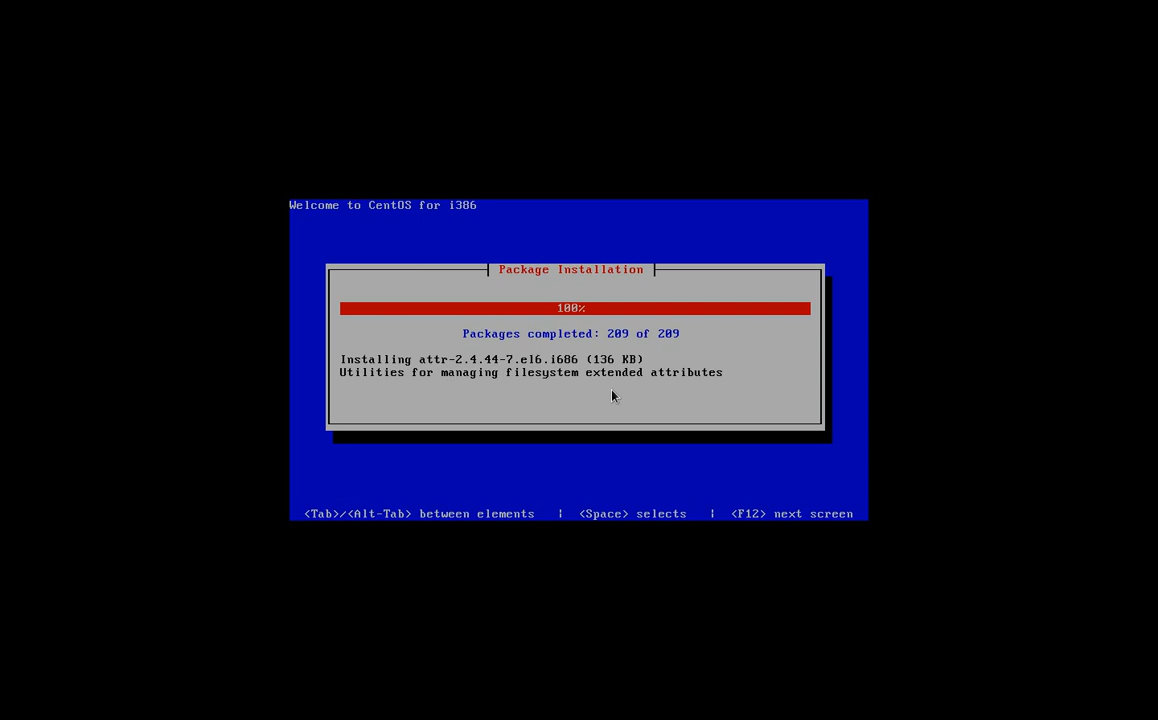 Welcome to CentOS for i386
Package Installation
100%
Packages completed: 209 of 209
Installing attr-2.4.44-7.el6.i686 (136 KB)
Utilities for managing filesystem extended attributes
<Tab>/<Alt-Tab> between elements | <Space> selects | <F12> next screen